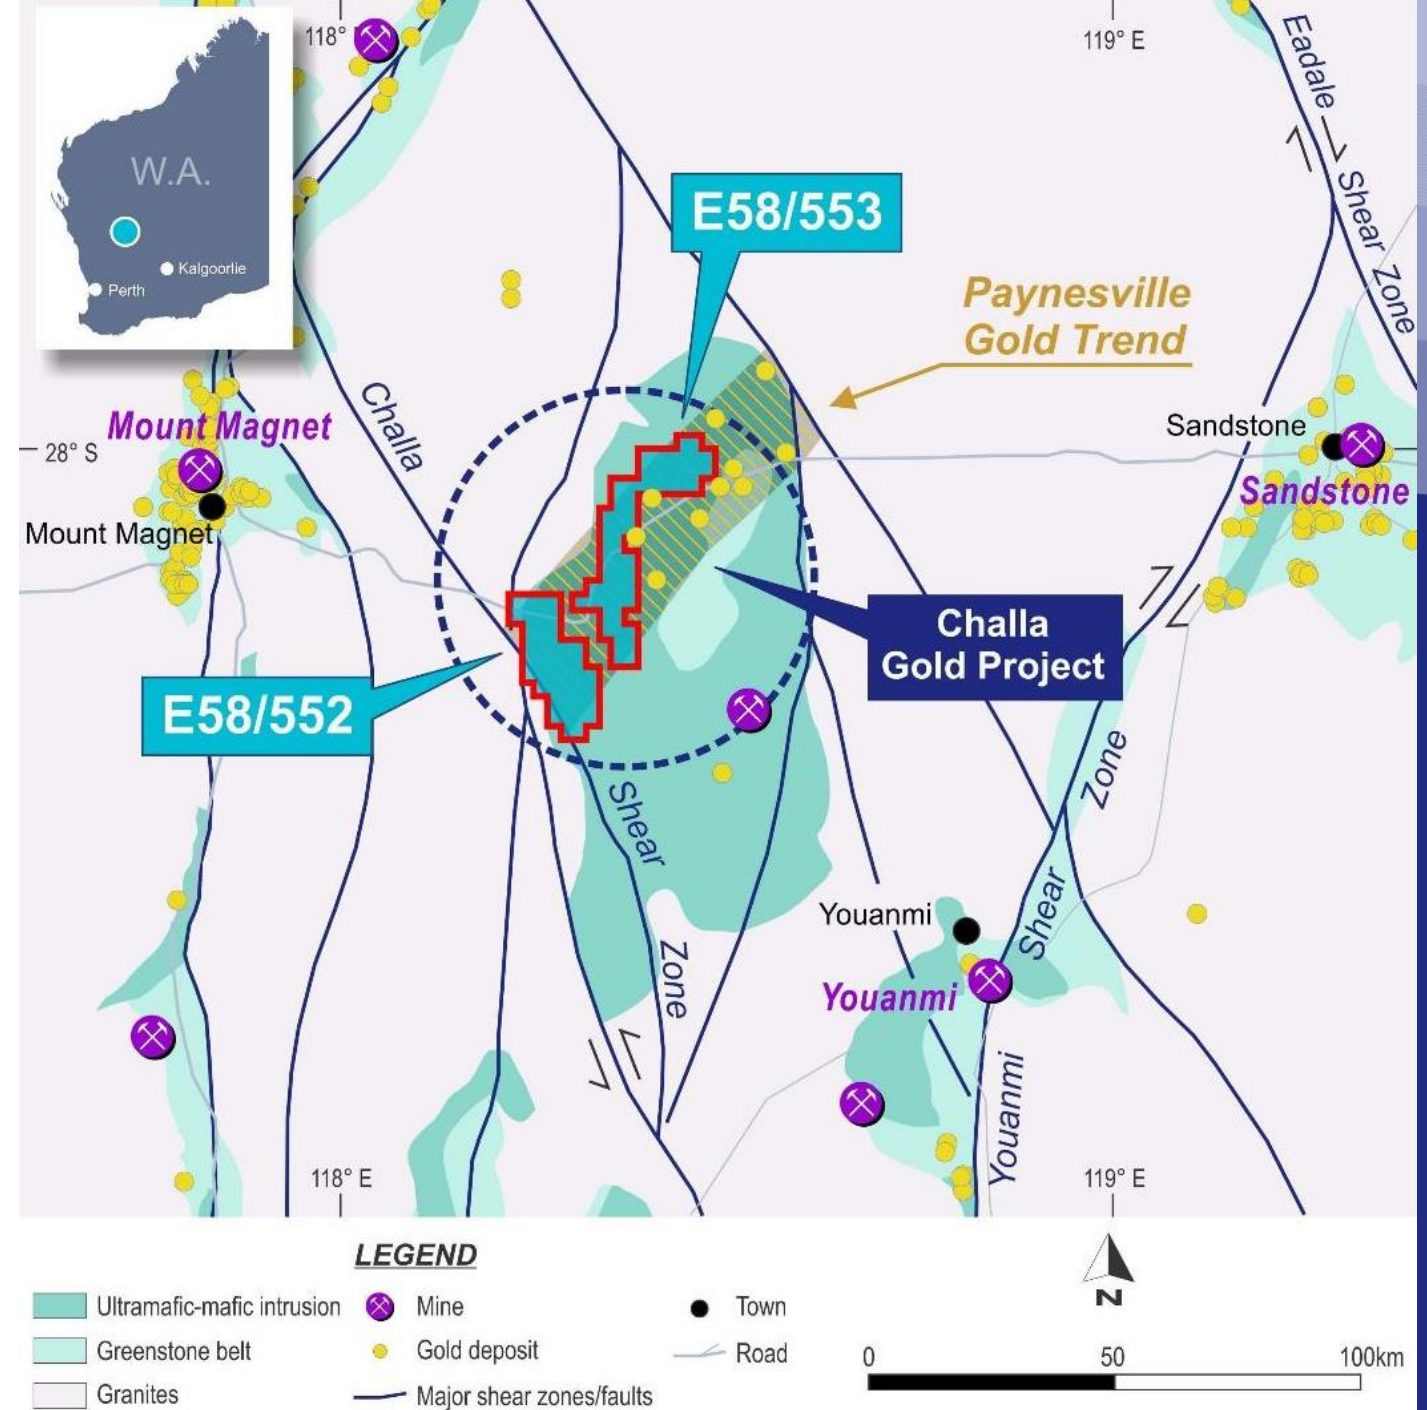 118°
119° E
Eadale
Shear Zone
W.A.
Kalgoorlie
Perth
E58/553
Paynesville
Gold Trend
Challa
Mount Magnet
28° S
Mount Magnet
Sandstone
Sandstone
Challa
Gold Project
E58/552
Shear
Zone
Zone
Shear
Youanmi
Youanmi
Youanmi
118° E
119° E
LEGEND
Ultramafic-mafic intrusion
Mine
Town
Greenstone belt
Gold deposit
Road
Granites
Major shear zones/faults
N
0
50
100km